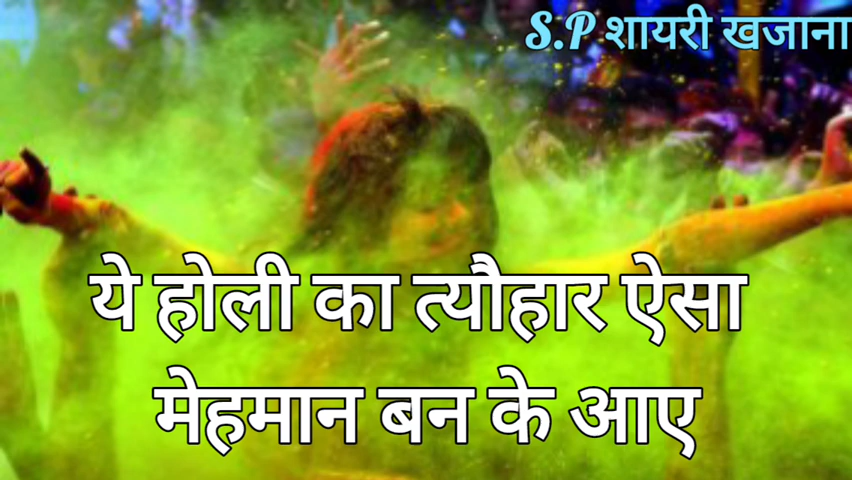 S.P शायरी खजाना
ये होली का त्यौहार ऐसा
मेहमान बन के आए